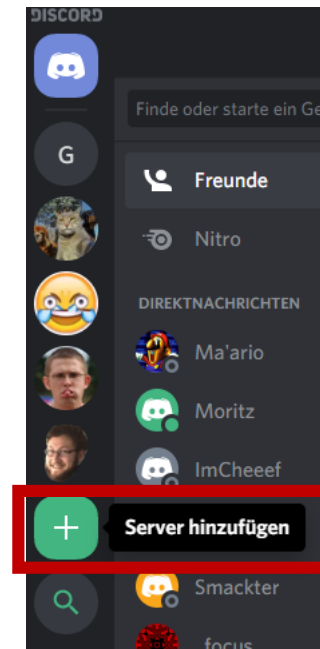 DISCORD
Finde oder starte ein Ge
G
Freunde
Nitro
DIREKTNACHRICHTEN
Ma'ario
Moritz
ImCheeef
Server hinzufügen
Smackter
focus